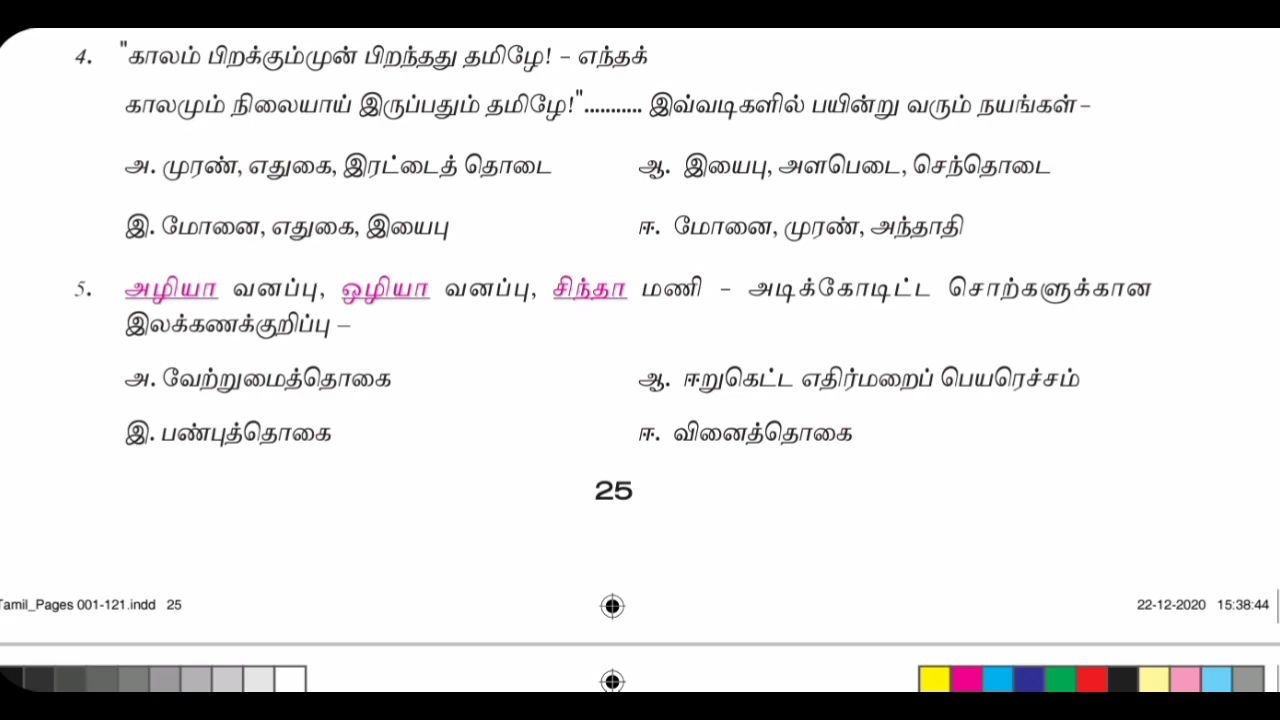 4. "காலம் பிறக்கும்முன் பிறந்தது தமிழே! – எந்தக்
காலமும் நிலையாய் இருப்பதும் தமிழே!"........... இவ்வடிகளில் பயின்று வரும் நயங்கள் –
அ. முரண், எதுகை, இரட்டைத் தொடை ஆ. இயைபு, அளபெடை, செந்தொடை
இ. மோனை, எதுகை, இயைபு ஈ. மோனை, முரண், அந்தாதி
5. அழியா வனப்பு, ஒழியா வனப்பு, சிந்தா மணி – அடிக்கோடிட்ட சொற்களுக்கான
இலக்கணக்குறிப்பு –
அ. வேற்றுமைத்தொகை ஆ. ஈறுகெட்ட எதிர்மறைப் பெயரெச்சம்
இ. பண்புத்தொகை ஈ. வினைத்தொகை
25
Tamil_Pages 001-121.indd 25 22-12-2020 15:38:44